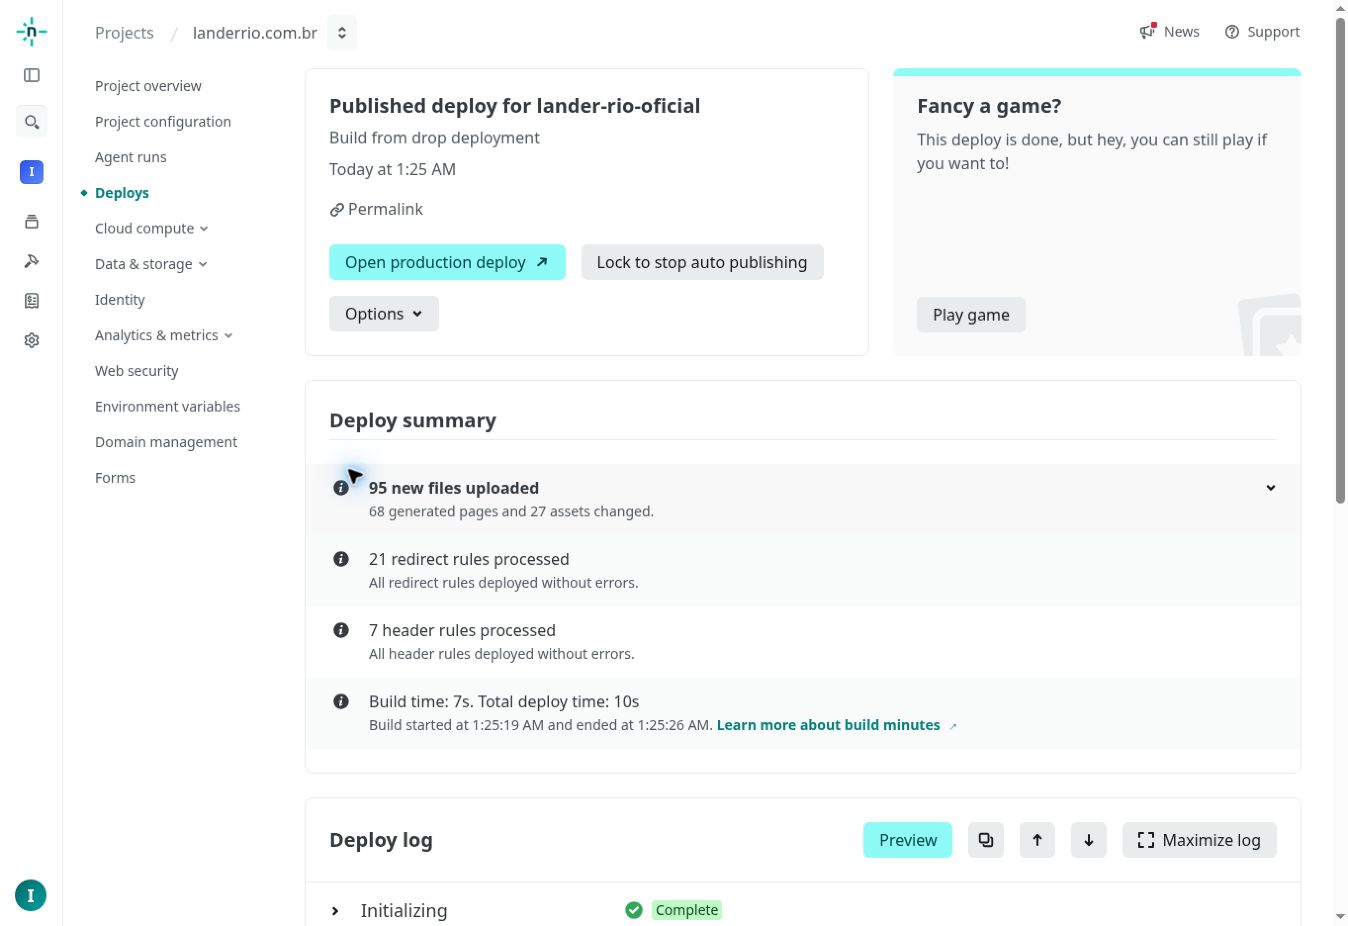 Projects / landerrio.com.br
News
Support
I
Project overview
Project configuration
Agent runs
Deploys
Cloud compute
Data & storage
Identity
Analytics & metrics
Web security
Environment variables
Domain management
Forms
I
Published deploy for lander-rio-oficial
Build from drop deployment
Today at 1:25 AM
Permalink
Open production deploy
Lock to stop auto publishing
Options
Fancy a game?
This deploy is done, but hey, you can still play if
you want to!
Play game
Deploy summary
95 new files uploaded
68 generated pages and 27 assets changed.
21 redirect rules processed
All redirect rules deployed without errors.
7 header rules processed
All header rules deployed without errors.
Build time: 7s. Total deploy time: 10s
Build started at 1:25:19 AM and ended at 1:25:26 AM. Learn more about build minutes
Deploy log
Preview
Maximize log
Initializing
Complete